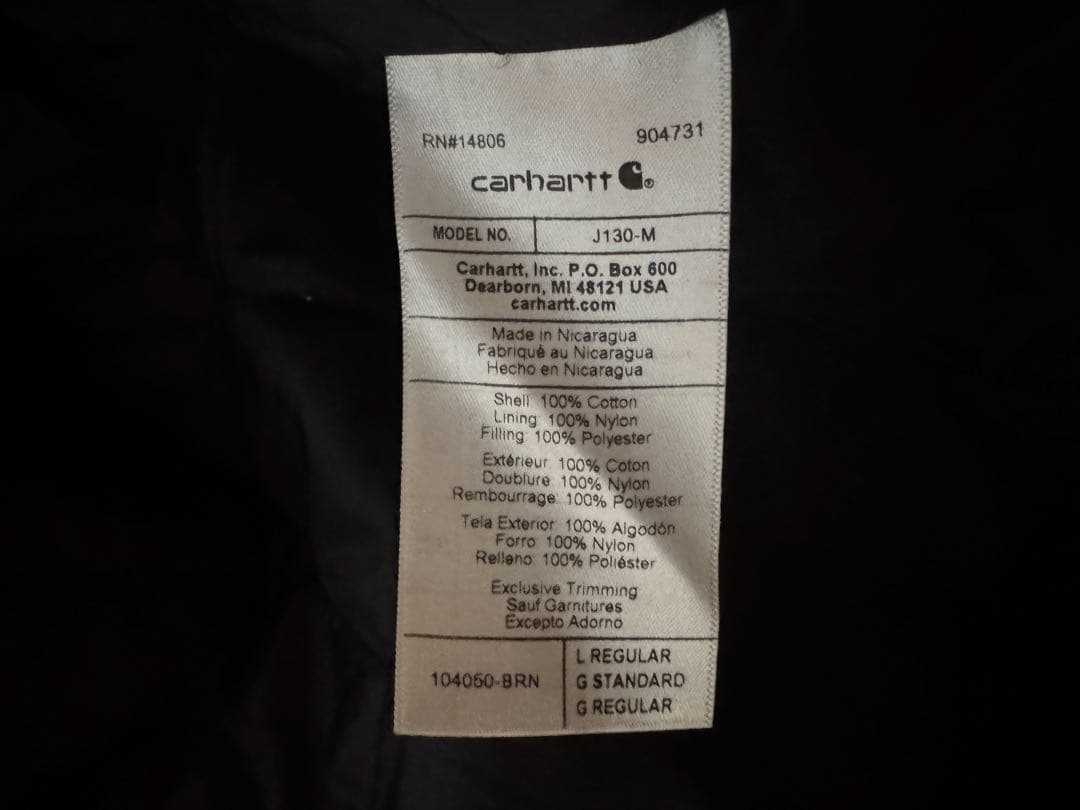 RN#14806 904731
carhartt ®
MODEL NO. J130-M
Carhartt, Inc. P.O. Box 600
Dearborn, MI 48121 USA
carhartt.com
Made in Nicaragua
Fabriqué au Nicaragua
Hecho en Nicaragua
Shell: 100% Cotton
Lining: 100% Nylon
Filling: 100% Polyester
Extérieur: 100% Coton
Doublure 100% Nylon
Rembourrage: 100% Polyester
Tela Exterior: 100% Algodón
Forro 100% Nylon
Relleno: 100% Poliéster
Exclusive Trimming
Sauf Garnitures
Excepto Adorno
104050-BRN
L REGULAR
G STANDARD
G REGULAR